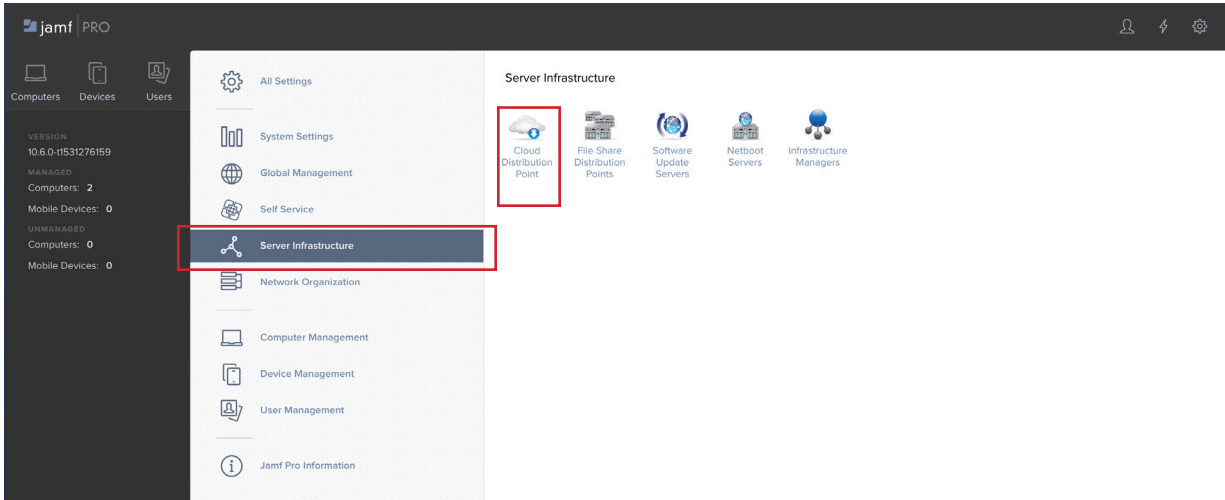 jamf PRO
Computers
Devices
Users
VERSION
10.6.0-t1531276159
MANAGED
Computers: 2
Mobile Devices: 0
UNMANAGED
Computers: 0
Mobile Devices: 0
All Settings
System Settings
Global Management
Self Service
Server Infrastructure
Network Organization
Computer Management
Device Management
User Management
Jamf Pro Information
Server Infrastructure
Cloud
Distribution
Point
File Share
Distribution
Points
Software
Update
Servers
Netboot
Servers
Infrastructure
Managers